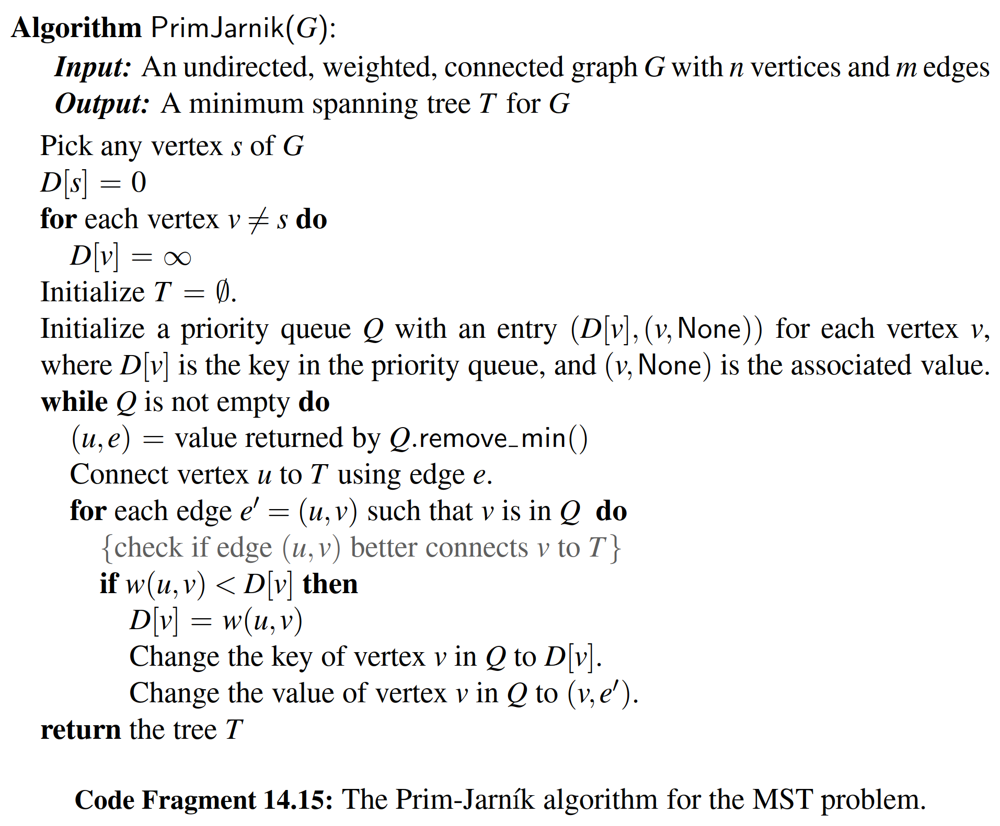 Algorithm PrimJarnik(G):
Input: An undirected, weighted, connected graph G with n vertices and m edges
Output: A minimum spanning tree T for G
Pick any vertex s of G
D[s] = 0
for each vertex v ≠ s do
D[v] = ∞
Initialize T = ∅.
Initialize a priority queue Q with an entry (D[v],(v,None)) for each vertex v,
where D[v] is the key in the priority queue, and (v,None) is the associated value.
while Q is not empty do
(u,e) = value returned by Q.remove_min()
Connect vertex u to T using edge e.
for each edge e′ = (u,v) such that v is in Q do
{check if edge (u,v) better connects v to T}
if w(u,v) < D[v] then
D[v] = w(u,v)
Change the key of vertex v in Q to D[v].
Change the value of vertex v in Q to (v,e′).
return the tree T
Code Fragment 14.15: The Prim-Jarník algorithm for the MST problem.